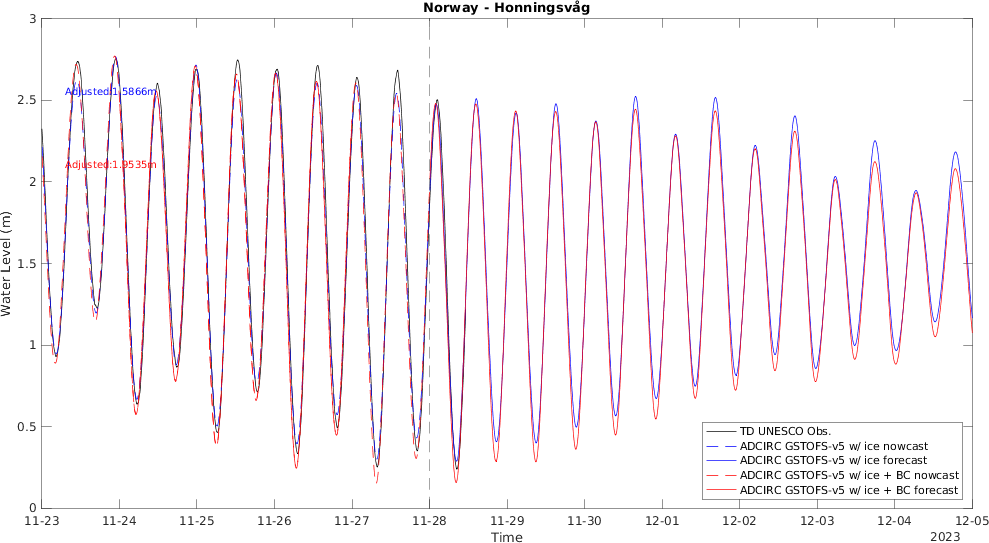 Norway - Honningsvåg
3
2.5
2
1.5
1
0.5
0
Water Level (m)
Adjusted:1.5866m
Adjusted:1.9535m
TD UNESCO Obs.
ADCIRC GSTOFS-v5 w/ ice nowcast
ADCIRC GSTOFS-v5 w/ ice forecast
ADCIRC GSTOFS-v5 w/ ice + BC nowcast
ADCIRC GSTOFS-v5 w/ ice + BC forecast
11-23 11-24 11-25 11-26 11-27 11-28 11-29 11-30 12-01 12-02 12-03 12-04 12-05
Time
2023